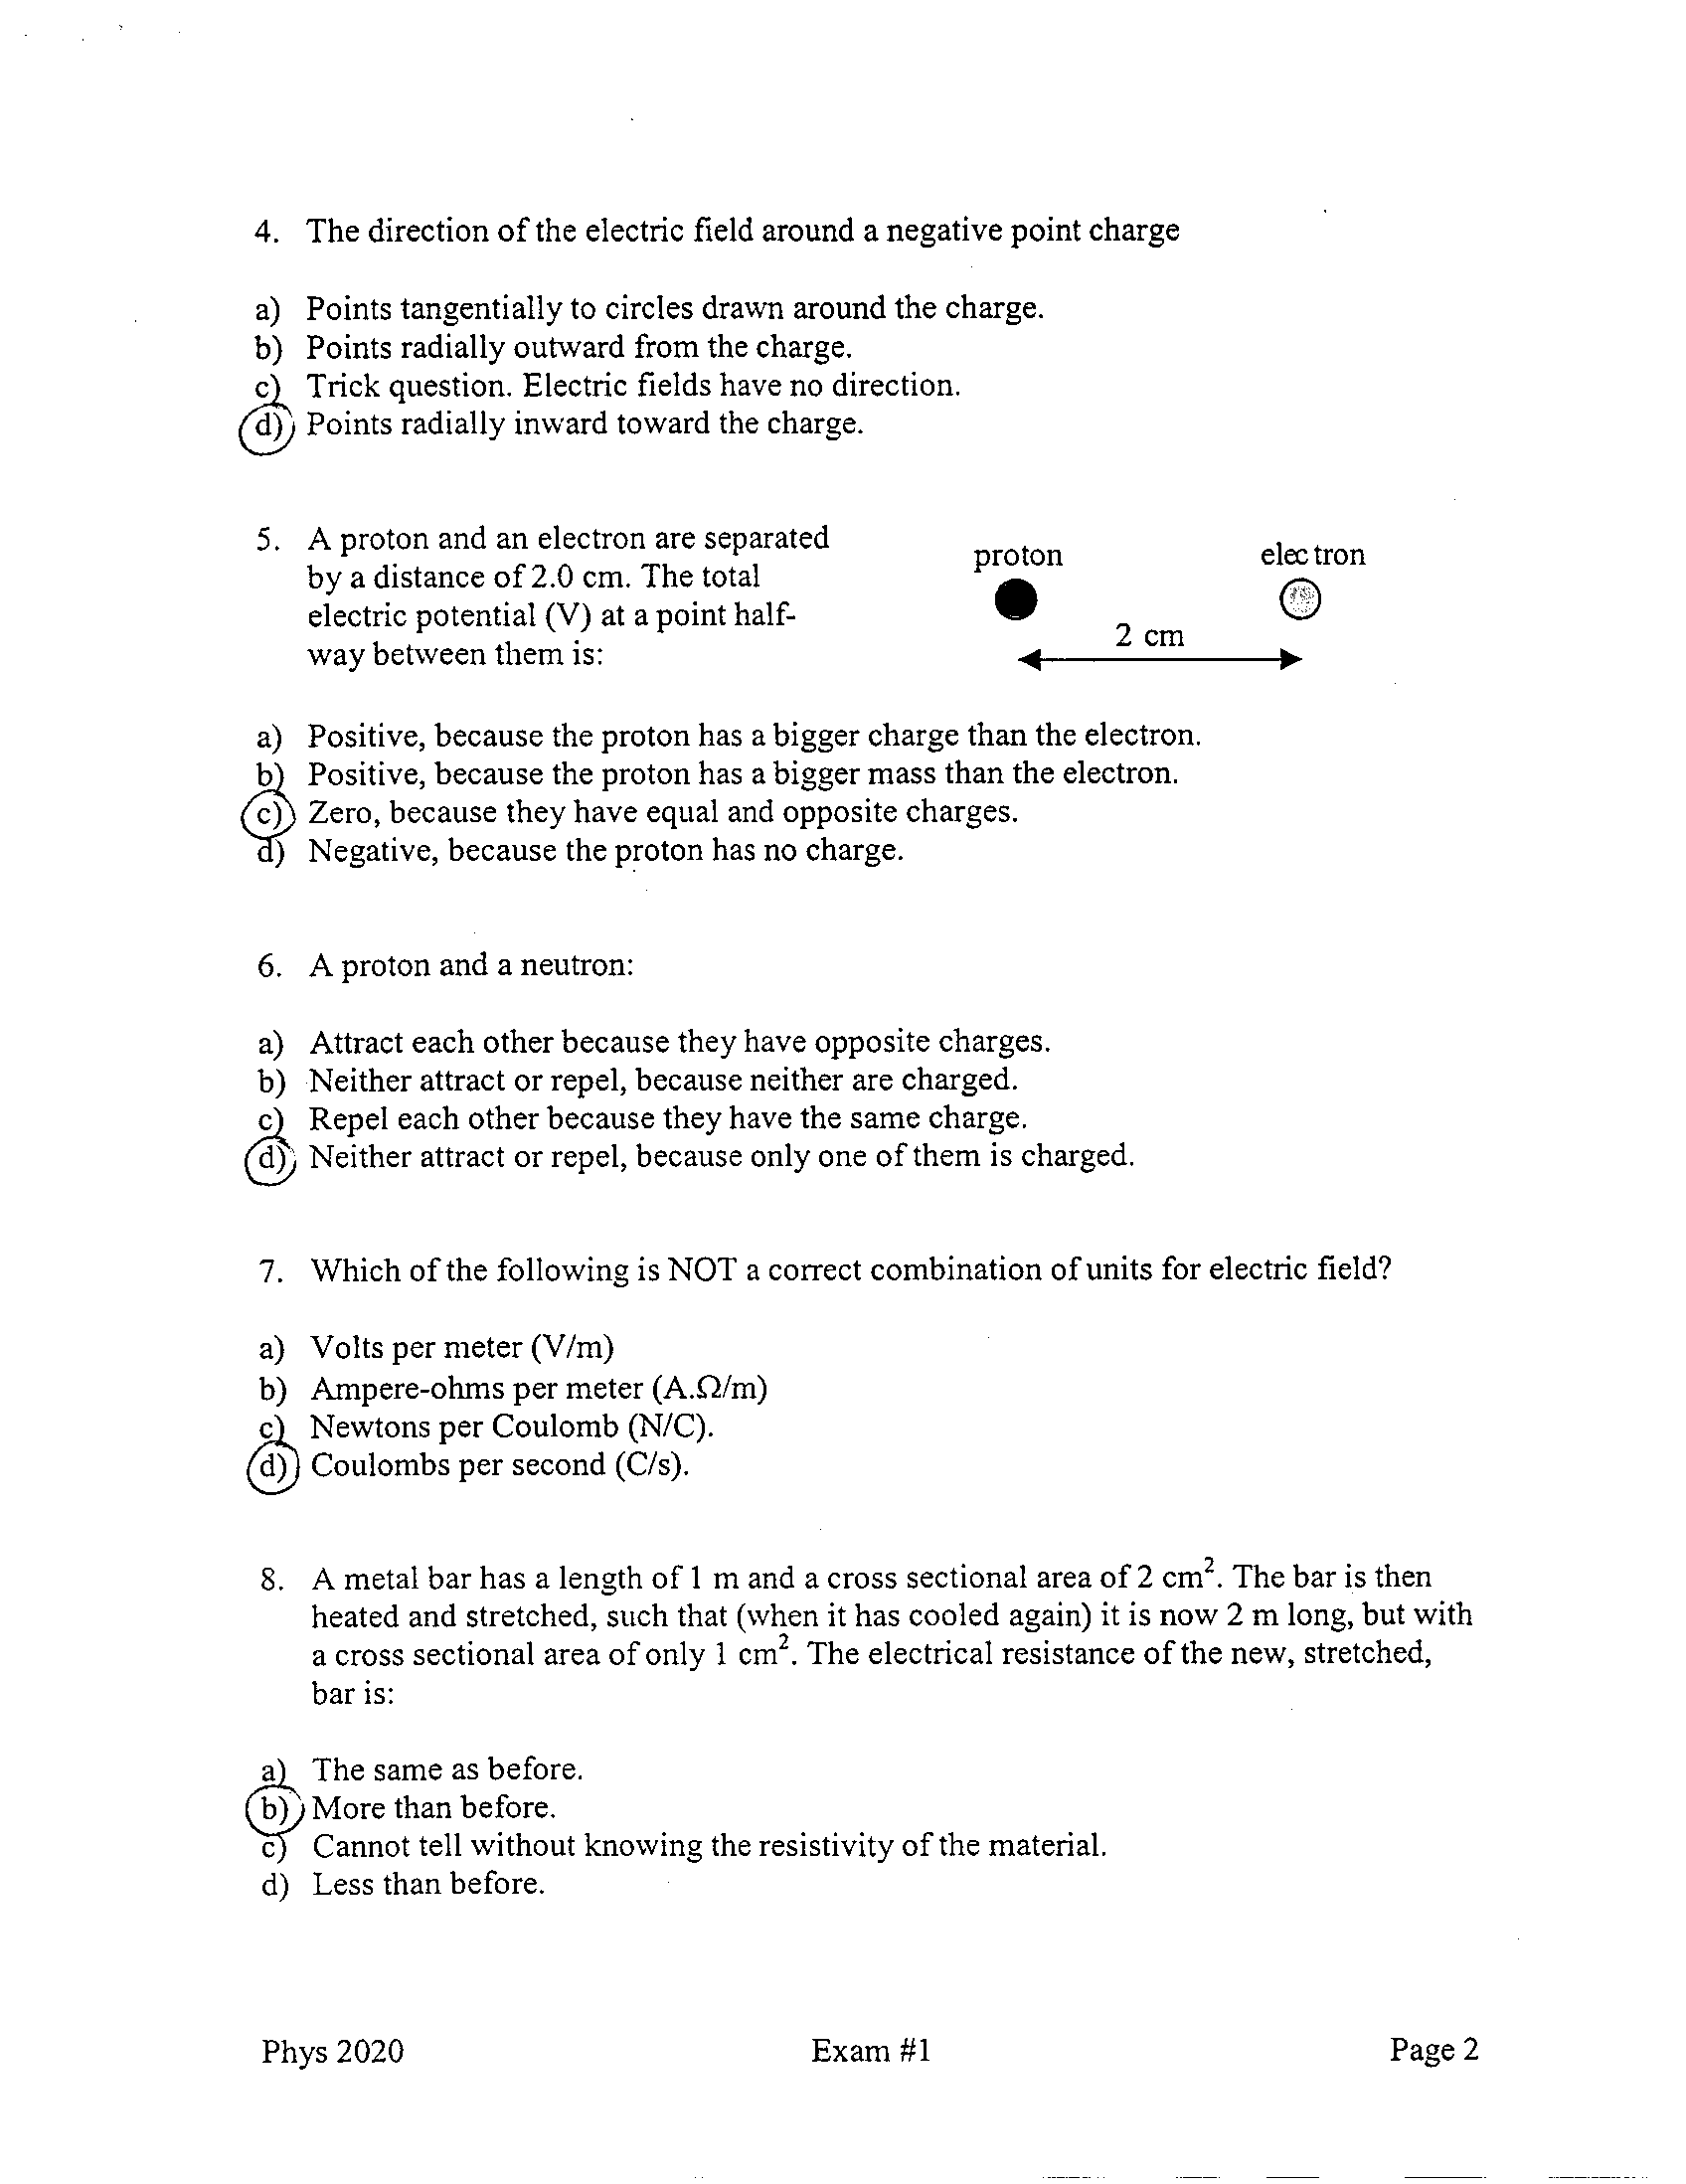 4. The direction of the electric field around a negative point charge
a) Points tangentially to circles drawn around the charge.
b) Points radially outward from the charge.
c) Trick question. Electric fields have no direction.
d) Points radially inward toward the charge.
5. A proton and an electron are separated
by a distance of 2.0 cm. The total
electric potential (V) at a point half-
way between them is:
proton
electron
2 cm
a) Positive, because the proton has a bigger charge than the electron.
b) Positive, because the proton has a bigger mass than the electron.
c) Zero, because they have equal and opposite charges.
d) Negative, because the proton has no charge.
6. A proton and a neutron:
a) Attract each other because they have opposite charges.
b) Neither attract or repel, because neither are charged.
c) Repel each other because they have the same charge.
d) Neither attract or repel, because only one of them is charged.
7. Which of the following is NOT a correct combination of units for electric field?
a) Volts per meter (V/m)
b) Ampere-ohms per meter (A.Ω/m)
c) Newtons per Coulomb (N/C).
d) Coulombs per second (C/s).
8. A metal bar has a length of 1 m and a cross sectional area of 2 cm². The bar is then
heated and stretched, such that (when it has cooled again) it is now 2 m long, but with
a cross sectional area of only 1 cm². The electrical resistance of the new, stretched,
bar is:
a) The same as before.
b) More than before.
c) Cannot tell without knowing the resistivity of the material.
d) Less than before.
Phys 2020 Exam #1 Page 2